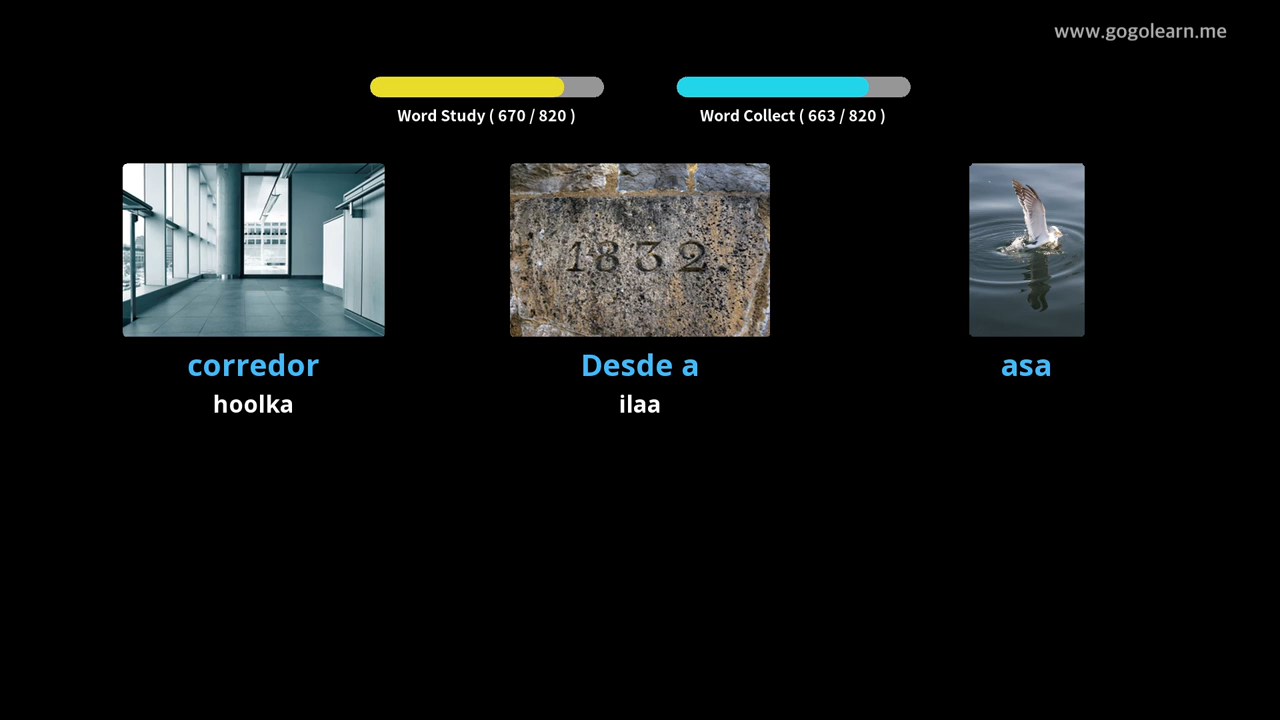 www.gogolearn.me
Word Study ( 670 / 820 )
Word Collect ( 663 / 820 )
1832.
corredor
Desde a
asa
hoolka
ilaa